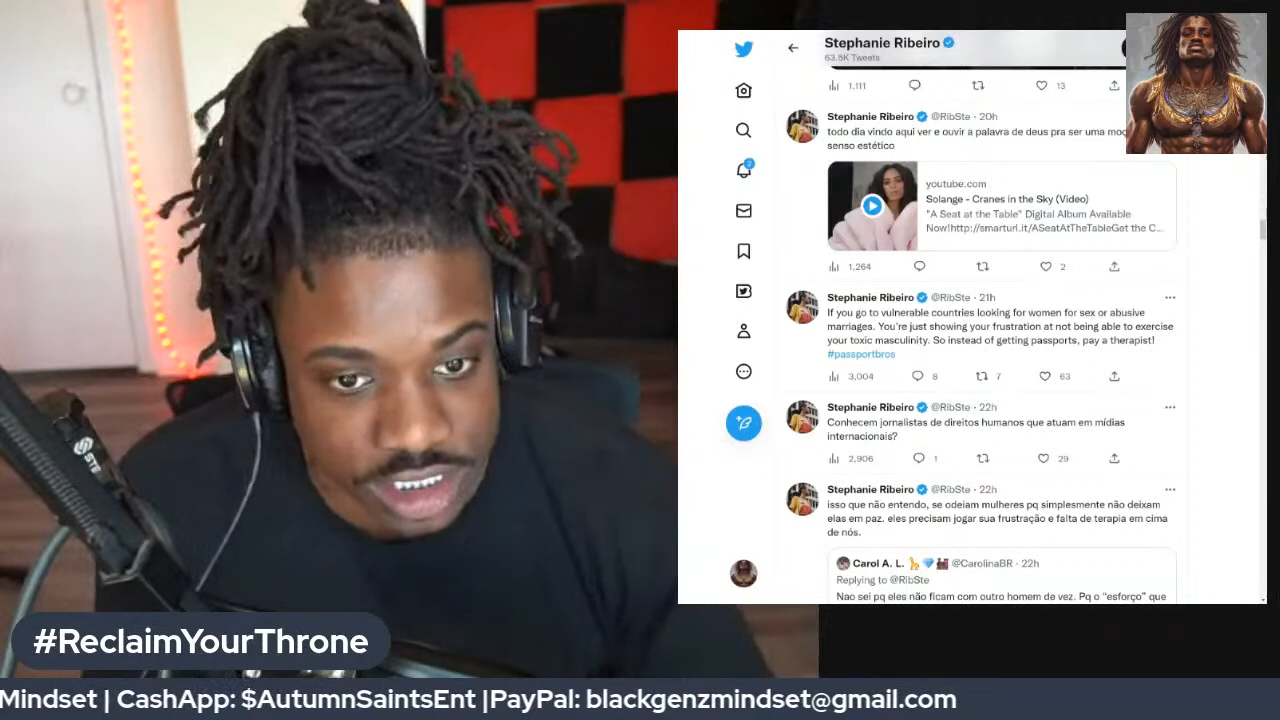 Stephanie Ribeiro
63.5K Tweets
1,111
13
Stephanie Ribeiro @RibSte · 20h
todo dia vindo aqui ver e ouvir a palavra de deus pra ser uma
senso estético
youtube.com
Solange - Cranes in the Sky (Video)
"A Seat at the Table" Digital Album Available
Now!http://smarturl.it/ASeatAtTheTableGet the C...
1,264
2
Stephanie Ribeiro @RibSte · 21h
If you go to vulnerable countries looking for women for sex or abusive
marriages. You're just showing your frustration at not being able to exercise
your toxic masculinity. So instead of getting passports, pay a therapist!
#passportbros
3,004
8
7
63
Stephanie Ribeiro @RibSte · 22h
Conhecem jornalistas de direitos humanos que atuam em mídias
internacionais?
2,906
1
29
Stephanie Ribeiro @RibSte · 22h
isso que não entendo, se odeiam mulheres pq simplesmente não deixam
elas em paz. eles precisam jogar sua frustração e falta de terapia em cima
de nós.
Carol A. L. @CarolinaBR · 22h
Replying to @RibSte
Nao sei pq eles não ficam com outro homem de vez. Pq o "esforço" que
#ReclaimYourThrone
Mindset | CashApp: $AutumnSaintsEnt |PayPal: blackgenzmindset@gmail.com